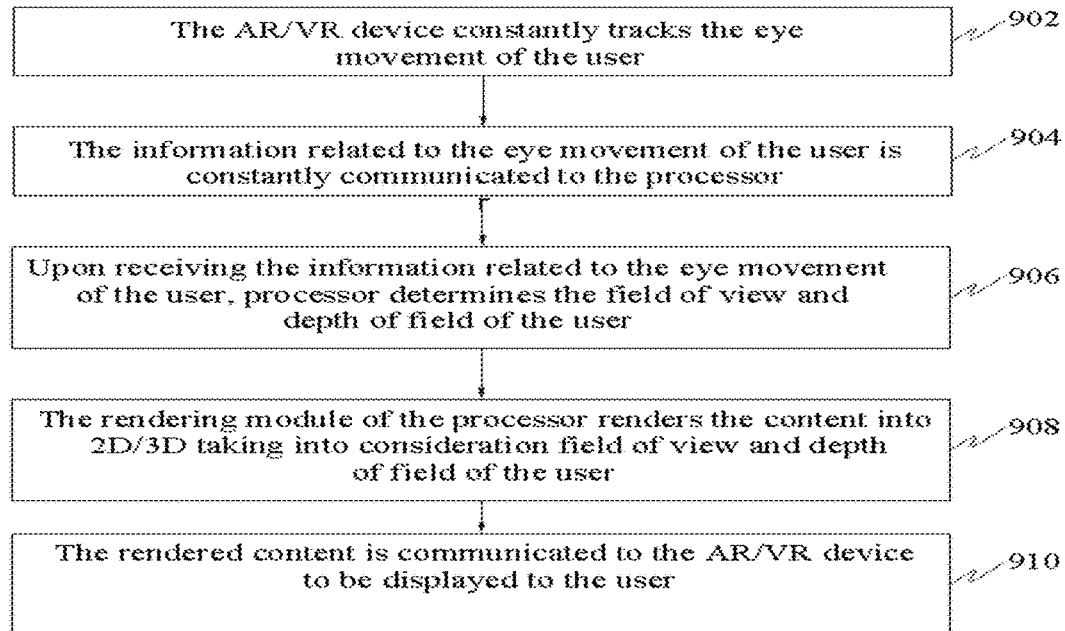 The AR/VR device constantly tracks the eye
movement of the user
902
The information related to the eye movement of the user is
constantly communicated to the processor
904
Upon receiving the information related to the eye movement
of the user, processor determines the field of view and
depth of field of the user
906
The rendering module of the processor renders the content into
2D/3D taking into consideration field of view and depth
of field of the user
908
The rendered content is communicated to the AR/VR device
to be displayed to the user
910